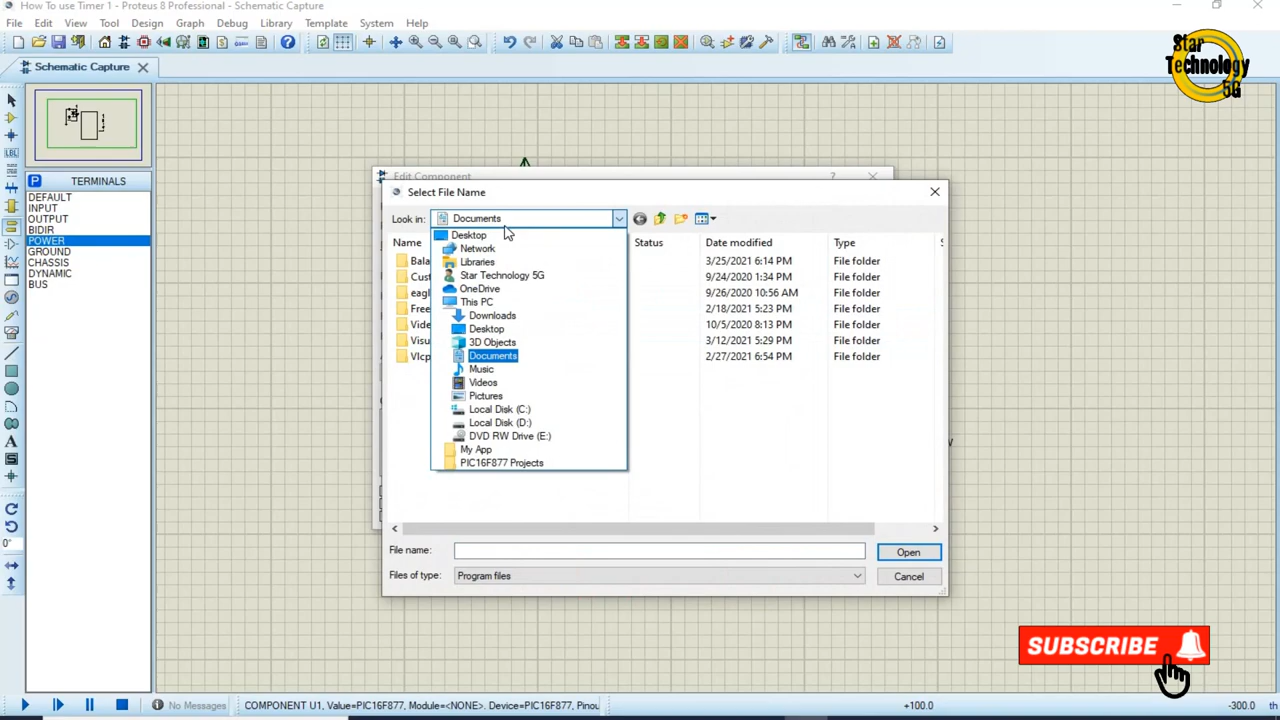 How To use Timer 1 - Proteus 8 Professional - Schematic Capture
File Edit View Tool Design Graph Debug Library Template System Help
Star
Technology
5G
Schematic Capture
Edit Component
Select File Name
Look in: Documents
P TERMINALS
DEFAULT
INPUT
OUTPUT
BIDIR
POWER
GROUND
CHASSIS
DYNAMIC
BUS
LBL
Name Status Date modified Type
Desktop
Network
Libraries
Star Technology 5G
OneDrive
This PC
Downloads
Desktop
3D Objects
Documents
Music
Videos
Pictures
Local Disk (C:)
Local Disk (D:)
DVD RW Drive (E:)
My App
PIC16F877 Projects
3/25/2021 6:14 PM File folder
9/24/2020 1:34 PM File folder
9/26/2020 10:56 AM File folder
2/18/2021 5:23 PM File folder
10/5/2020 8:13 PM File folder
3/12/2021 5:29 PM File folder
2/27/2021 6:54 PM File folder
File name: Open
Files of type: Program files Cancel
SUBSCRIBE
0°
No Messages COMPONENT U1, Value=PIC16F877, Module=<NONE>. Device=PIC16F877, Pinou +100.0 -300.0 th